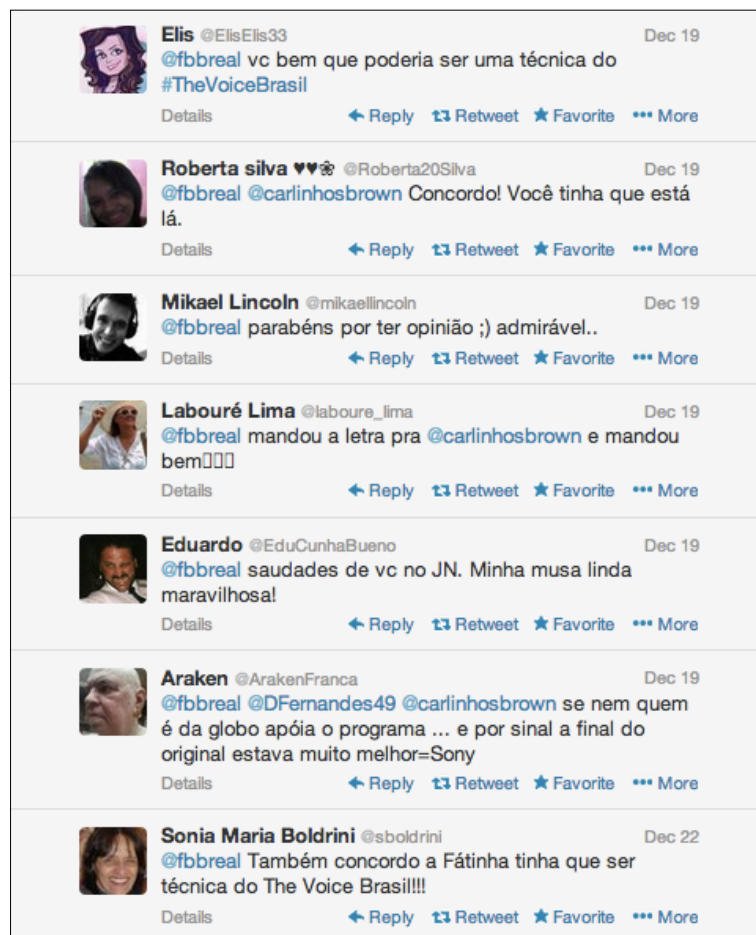 Elis @ElisElis33 Dec 19
@fbbreal vc bem que poderia ser uma técnica do
#TheVoiceBrasil
Details Reply Retweet Favorite More
Roberta silva ♥♥❀ @Roberta20Silva Dec 19
@fbbreal @carlinhosbrown Concordo! Você tinha que está
lá.
Details Reply Retweet Favorite More
Mikael Lincoln @mikaellincoln Dec 19
@fbbreal parabéns por ter opinião ;) admirável..
Details Reply Retweet Favorite More
Labouré Lima @laboure_lima Dec 19
@fbbreal mandou a letra pra @carlinhosbrown e mandou
bem▯▯▯
Details Reply Retweet Favorite More
Eduardo @EduCunhaBueno Dec 19
@fbbreal saudades de vc no JN. Minha musa linda
maravilhosa!
Details Reply Retweet Favorite More
Araken @ArakenFranca Dec 19
@fbbreal @DFernandes49 @carlinhosbrown se nem quem
é da globo apóia o programa ... e por sinal a final do
original estava muito melhor=Sony
Details Reply Retweet Favorite More
Sonia Maria Boldrini @sboldrini Dec 22
@fbbreal Também concordo a Fátinha tinha que ser
técnica do The Voice Brasil!!!
Details Reply Retweet Favorite More